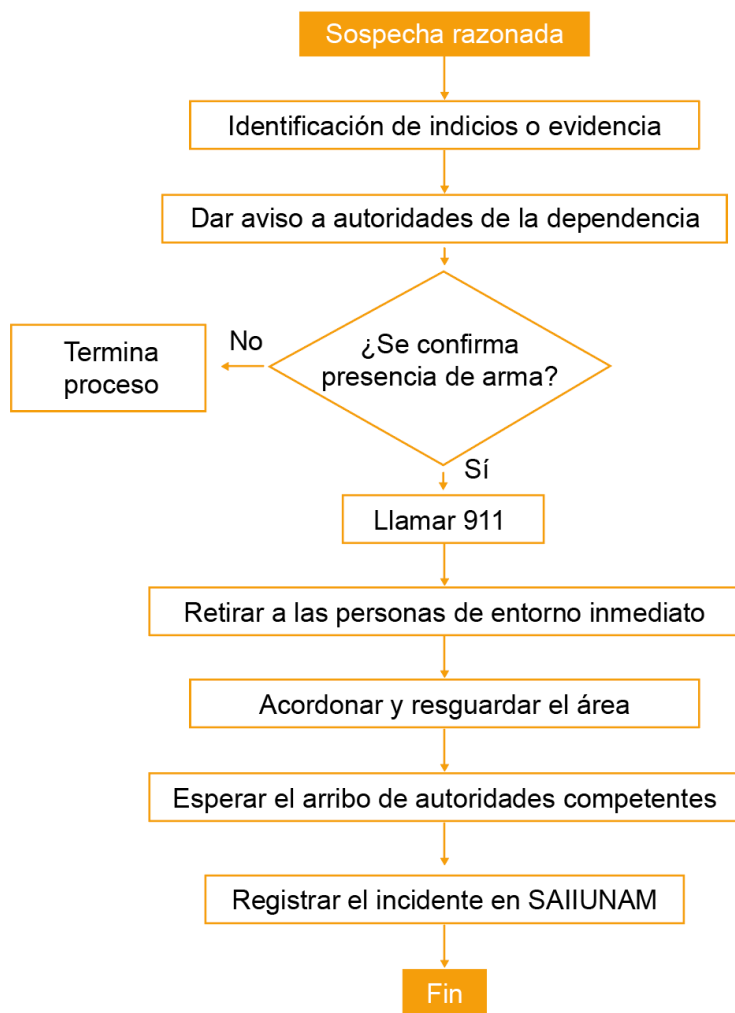 Sospecha razonada
Identificación de indicios o evidencia
Dar aviso a autoridades de la dependencia
¿Se confirma
presencia de arma?
No
Termina
proceso
Sí
Llamar 911
Retirar a las personas de entorno inmediato
Acordonar y resguardar el área
Esperar el arribo de autoridades competentes
Registrar el incidente en SAIIUNAM
Fin